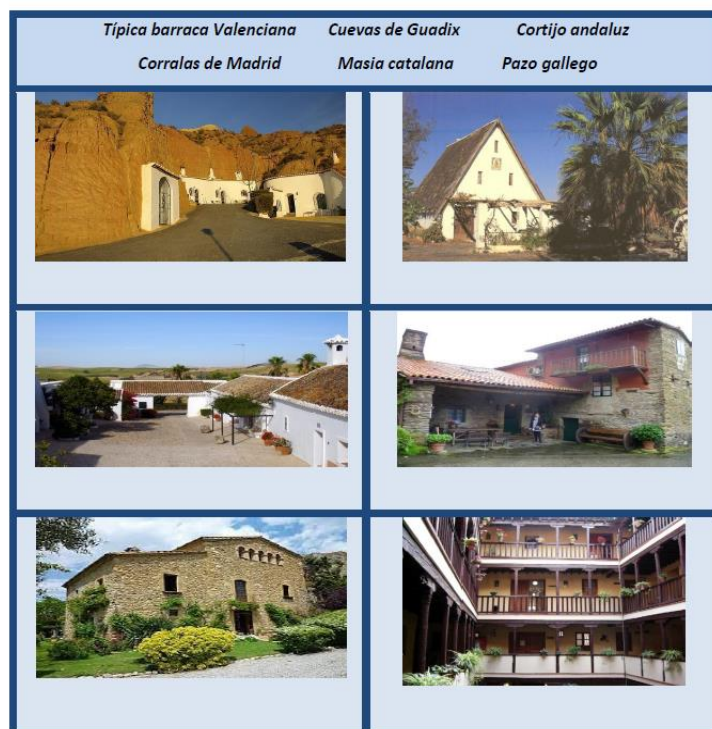 Típica barraca Valenciana Cuevas de Guadix Cortijo andaluz
Corralas de Madrid Masia catalana Pazo gallego